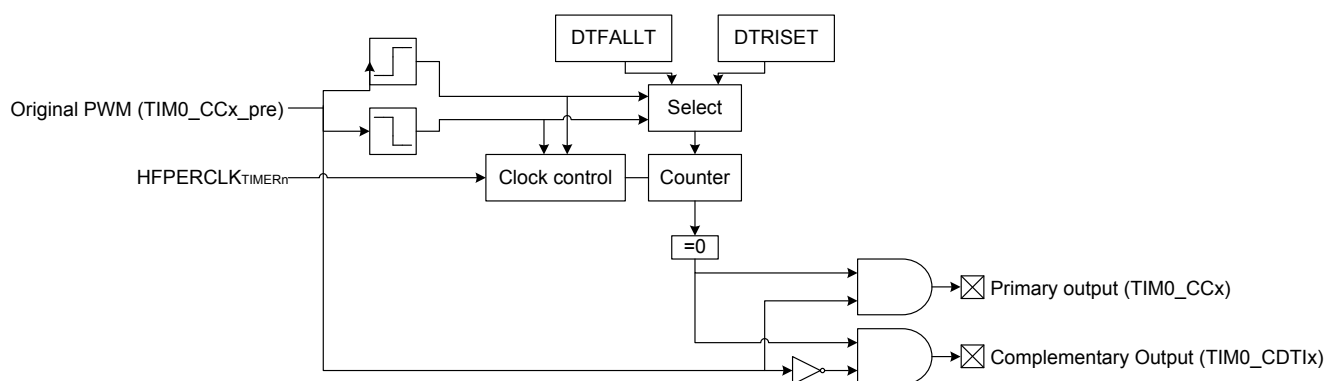 DTFALLT
DTRISET
Original PWM (TIM0_CCx_pre)
Select
HFPERCLKTIMERn
Clock control
Counter
=0
Primary output (TIM0_CCx)
Complementary Output (TIM0_CDTIx)